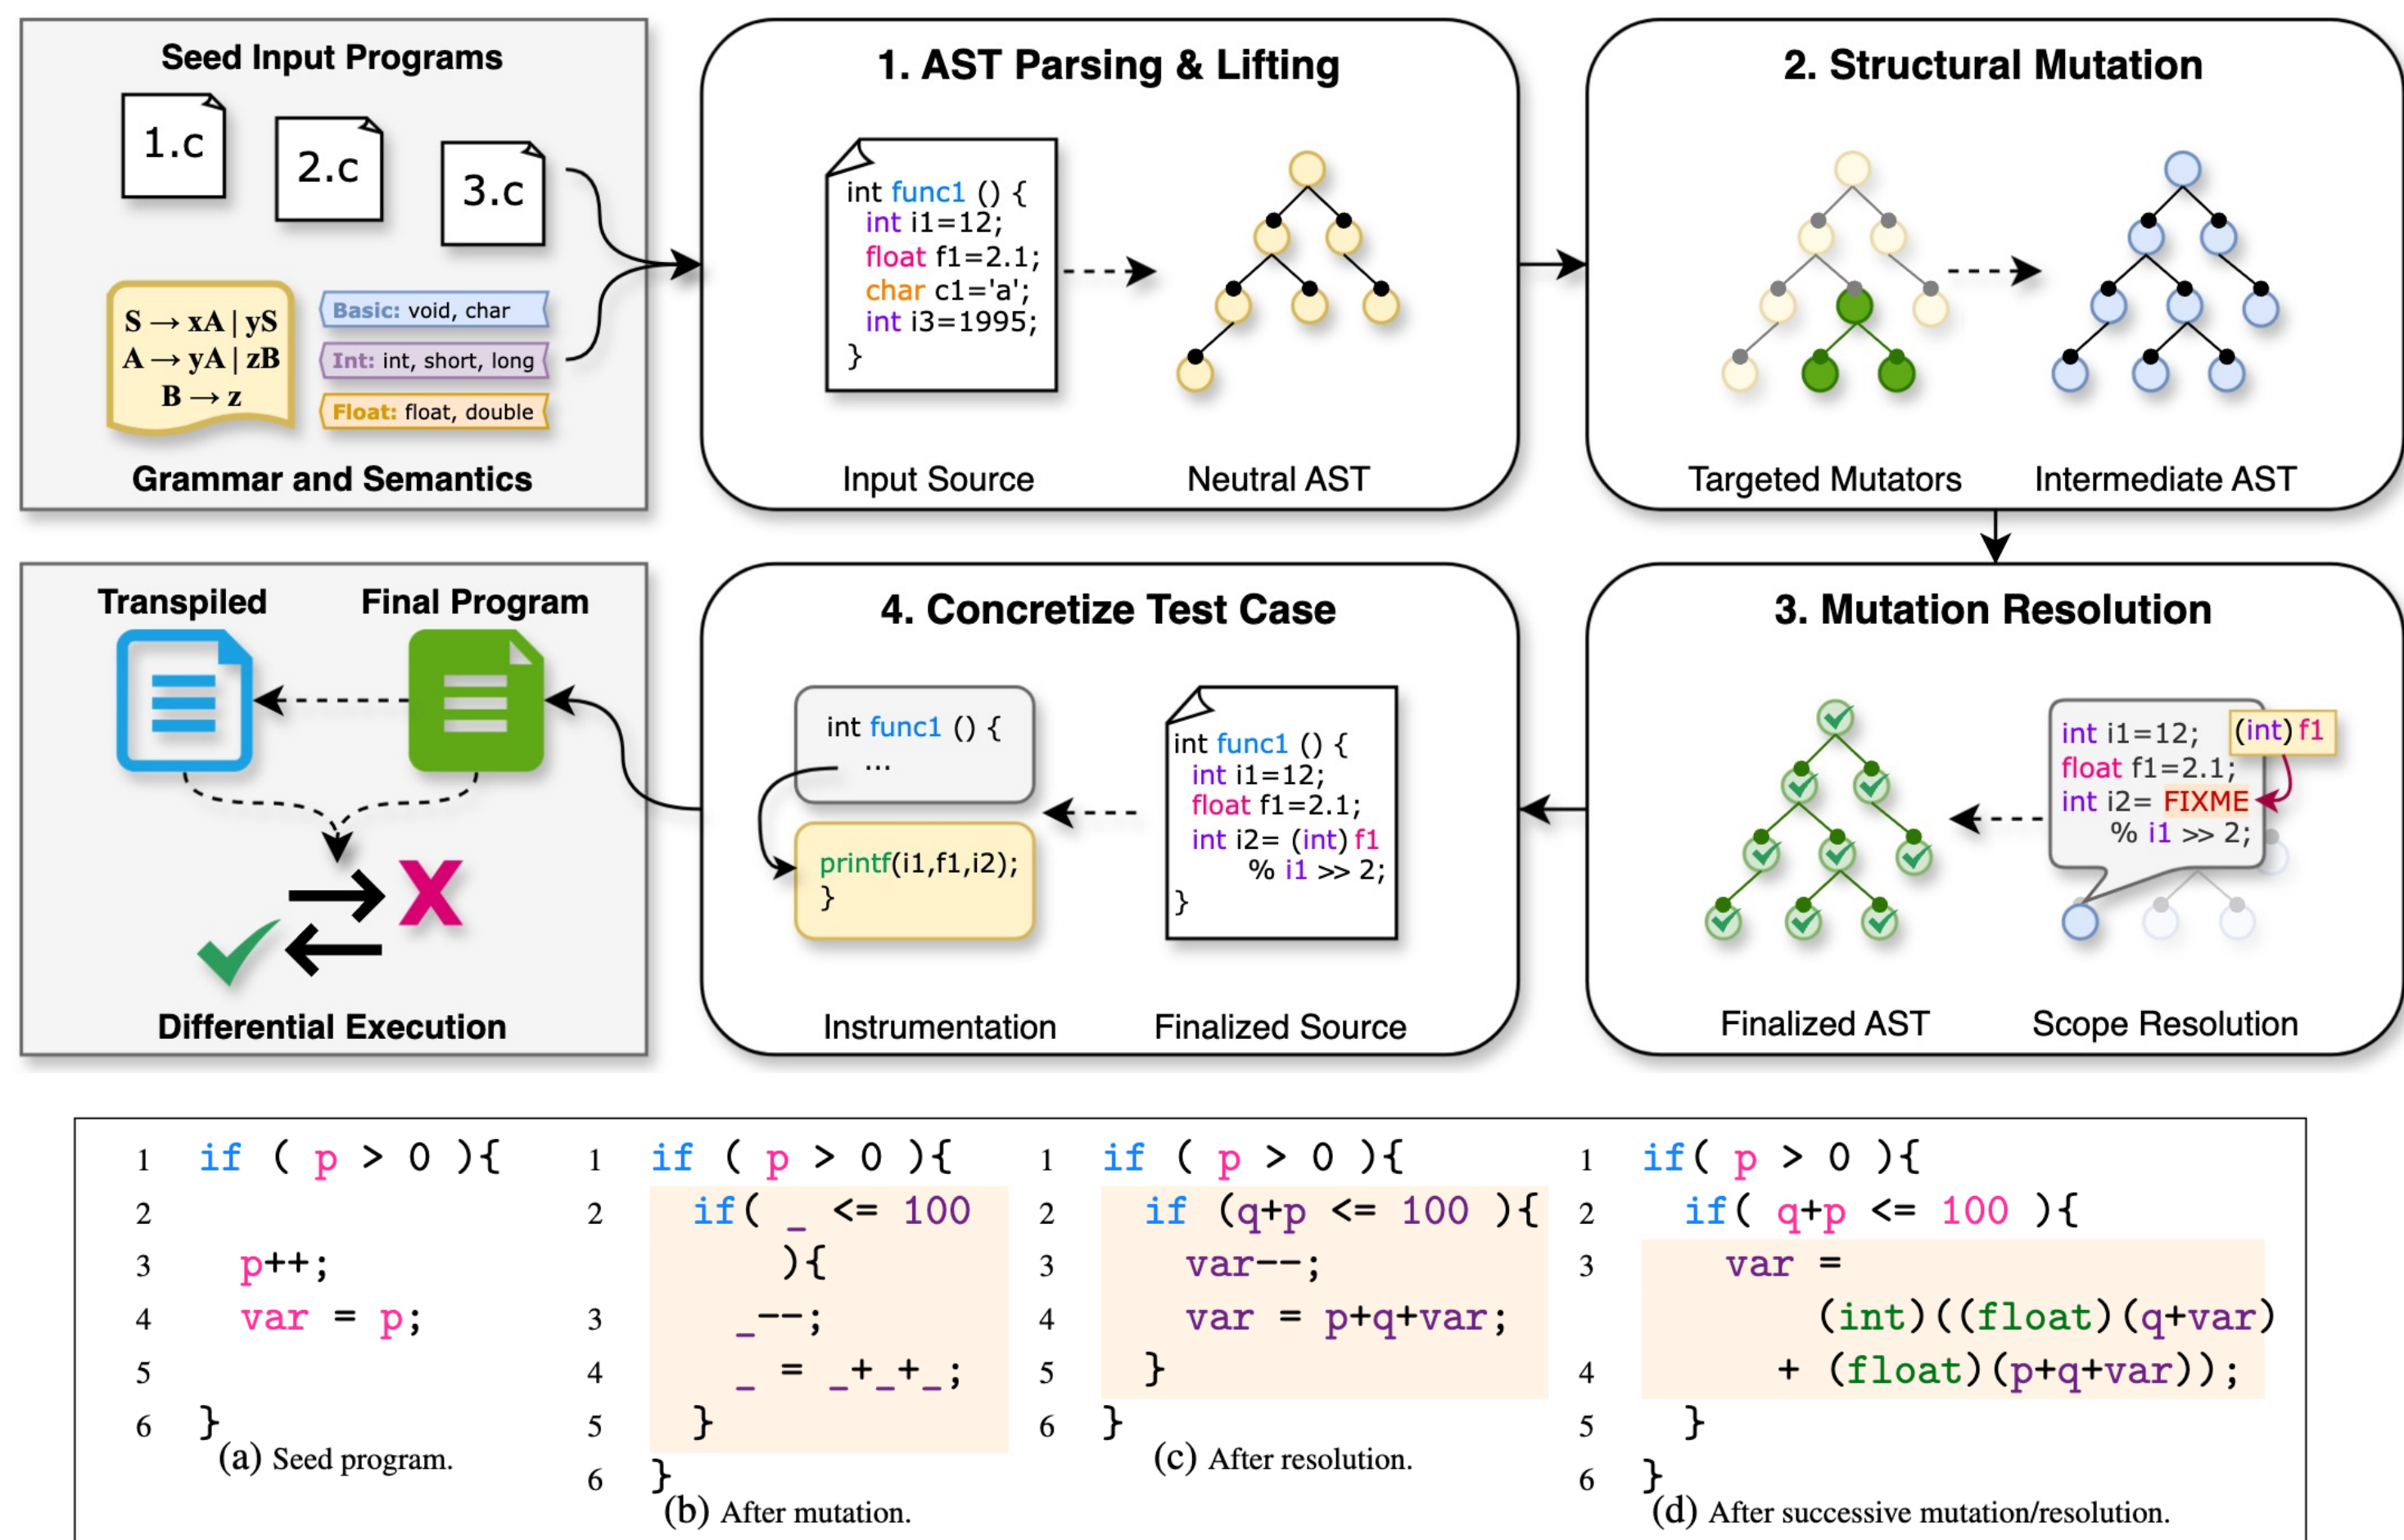 Seed Input Programs
1.c
2.c
3.c
S → xA | yS
A → yA | zB
B → z
Basic: void, char
Int: int, short, long
Float: float, double
Grammar and Semantics
1. AST Parsing & Lifting
int func1 () {
int i1=12;
float f1=2.1;
char c1='a';
int i3=1995;
}
Input Source
Neutral AST
2. Structural Mutation
Targeted Mutators
Intermediate AST
3. Mutation Resolution
int i1=12;
(int) f1
float f1=2.1;
int i2= FIXME
% i1 >> 2;
Finalized AST
Scope Resolution
4. Concretize Test Case
int func1 () {
...
printf(i1,f1,i2);
}
Instrumentation
int func1 () {
int i1=12;
float f1=2.1;
int i2= (int) f1
% i1 >> 2;
}
Finalized Source
Transpiled
Final Program
Differential Execution
1 if ( p > 0 ){
2
3 p++;
4 var = p;
5
6 }
(a) Seed program.
1 if ( p > 0 ){
2 if( _ <= 100
){
3 _--;
4 _ = _+_+_;
5 }
6 }
(b) After mutation.
1 if ( p > 0 ){
2 if (q+p <= 100 ){
3 var--;
4 var = p+q+var;
5 }
6 }
(c) After resolution.
1 if( p > 0 ){
2 if( q+p <= 100 ){
3 var =
(int)((float)(q+var)
4 + (float)(p+q+var));
5 }
6 }
(d) After successive mutation/resolution.